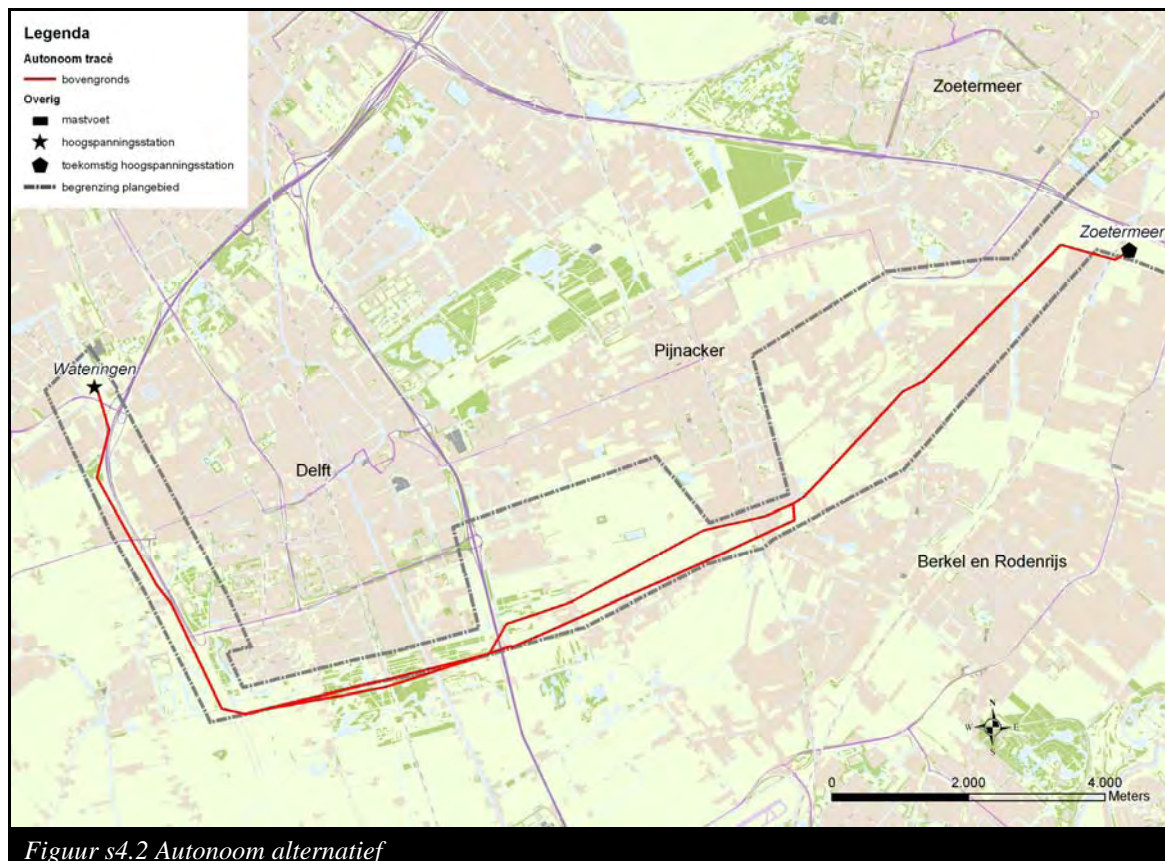 Legenda
Autonoom tracé
bovengronds
Overig
mastvoet
hoogspanningsstation
toekomstig hoogspanningsstation
begrenzing plangebied
Zoetermeer
Zoetermeer
Wateringen
Pijnacker
Delft
Berkel en Rodenrijs
N
W E
S
0 2.000 4.000
Meters
Figuur s4.2 Autonoom alternatief